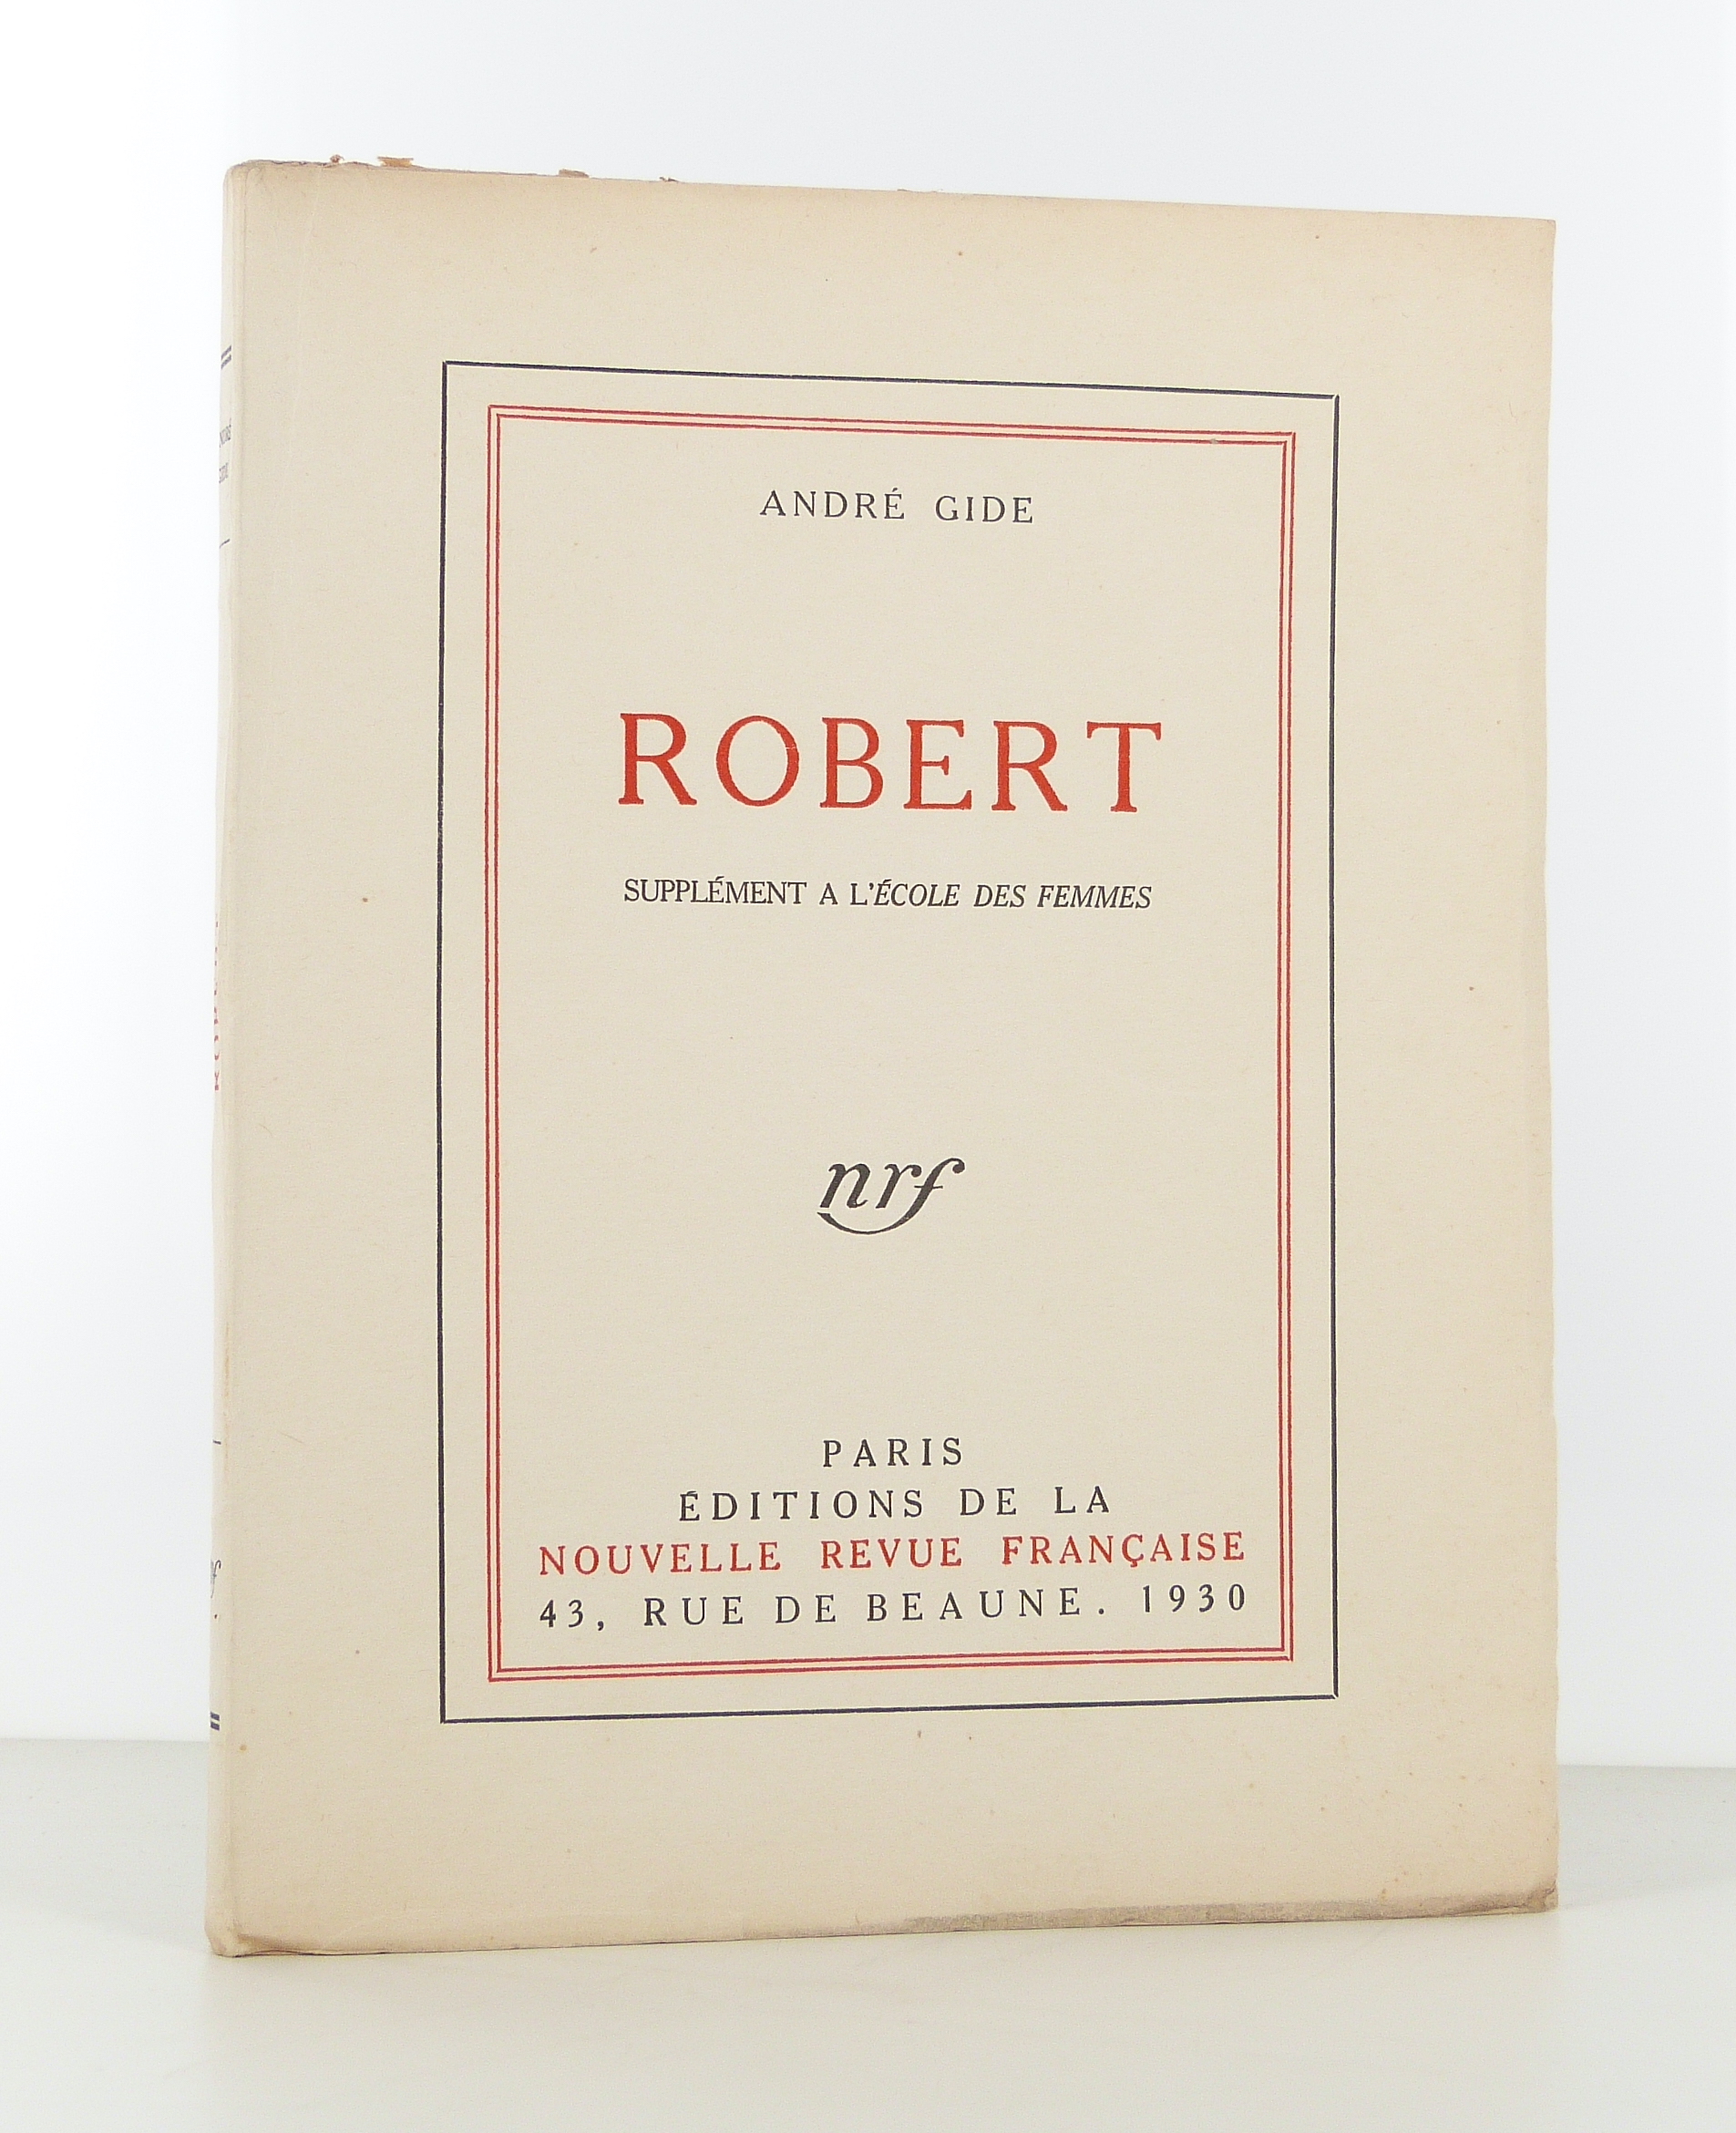 ANDRÉ GIDE
ROBERT
SUPPLÉMENT A L'ÉCOLE DES FEMMES
nrf
PARIS
ÉDITIONS DE LA
NOUVELLE REVUE FRANÇAISE
43, RUE DE BEAUNE. 1930